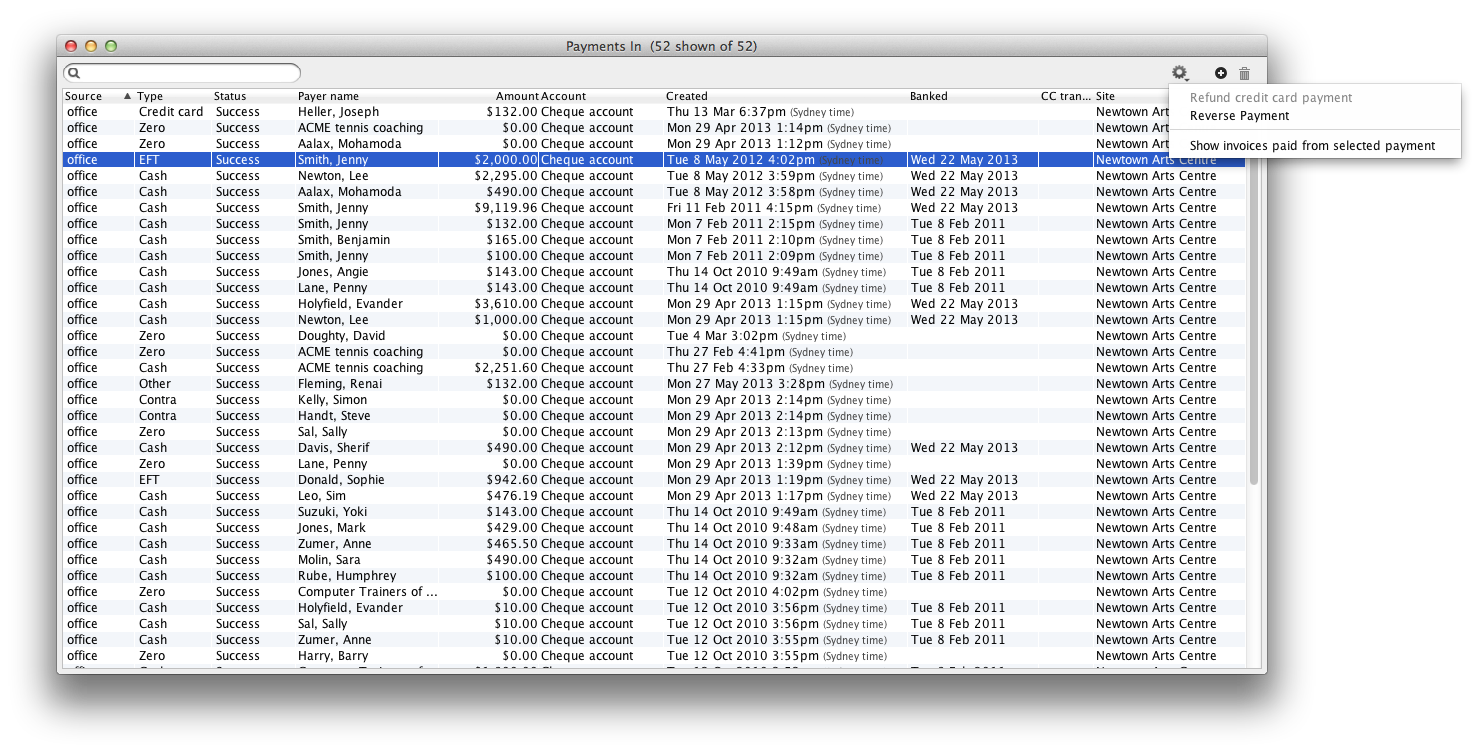 Payments In (52 shown of 52)
Source Type Status Payer name Amount Account Created Banked CC tran... Site
Refund credit card payment
Reverse Payment
Show invoices paid from selected payment
office Credit card Success Heller, Joseph $132.00 Cheque account Thu 13 Mar 6:37pm (Sydney time) Newtown Arts
office Zero Success ACME tennis coaching $0.00 Cheque account Mon 29 Apr 2013 1:14pm (Sydney time) Newtown Arts
office Zero Success Aalax, Mohamoda $0.00 Cheque account Mon 29 Apr 2013 1:12pm (Sydney time) Newtown Arts
office EFT Success Smith, Jenny $2,000.00 Cheque account Tue 8 May 2012 4:02pm (Sydney time) Wed 22 May 2013 Newtown Arts Centre
office Cash Success Newton, Lee $2,295.00 Cheque account Tue 8 May 2012 3:59pm (Sydney time) Wed 22 May 2013 Newtown Arts Centre
office Cash Success Aalax, Mohamoda $490.00 Cheque account Tue 8 May 2012 3:58pm (Sydney time) Wed 22 May 2013 Newtown Arts Centre
office Cash Success Smith, Jenny $9,119.96 Cheque account Fri 11 Feb 2011 4:15pm (Sydney time) Wed 22 May 2013 Newtown Arts Centre
office Cash Success Smith, Jenny $132.00 Cheque account Mon 7 Feb 2011 2:15pm (Sydney time) Tue 8 Feb 2011 Newtown Arts Centre
office Cash Success Smith, Benjamin $165.00 Cheque account Mon 7 Feb 2011 2:10pm (Sydney time) Tue 8 Feb 2011 Newtown Arts Centre
office Cash Success Smith, Jenny $100.00 Cheque account Mon 7 Feb 2011 2:09pm (Sydney time) Tue 8 Feb 2011 Newtown Arts Centre
office Cash Success Jones, Angie $143.00 Cheque account Thu 14 Oct 2010 9:49am (Sydney time) Tue 8 Feb 2011 Newtown Arts Centre
office Cash Success Lane, Penny $143.00 Cheque account Thu 14 Oct 2010 9:49am (Sydney time) Tue 8 Feb 2011 Newtown Arts Centre
office Cash Success Holyfield, Evander $3,610.00 Cheque account Mon 29 Apr 2013 1:15pm (Sydney time) Wed 22 May 2013 Newtown Arts Centre
office Cash Success Newton, Lee $1,000.00 Cheque account Mon 29 Apr 2013 1:15pm (Sydney time) Wed 22 May 2013 Newtown Arts Centre
office Zero Success Doughty, David $0.00 Cheque account Tue 4 Mar 3:02pm (Sydney time) Newtown Arts Centre
office Zero Success ACME tennis coaching $0.00 Cheque account Thu 27 Feb 4:41pm (Sydney time) Newtown Arts Centre
office Cash Success ACME tennis coaching $2,251.60 Cheque account Thu 27 Feb 4:33pm (Sydney time) Newtown Arts Centre
office Other Success Fleming, Renai $132.00 Cheque account Mon 27 May 2013 3:28pm (Sydney time) Newtown Arts Centre
office Contra Success Kelly, Simon $0.00 Cheque account Mon 29 Apr 2013 2:14pm (Sydney time) Newtown Arts Centre
office Contra Success Handt, Steve $0.00 Cheque account Mon 29 Apr 2013 2:14pm (Sydney time) Newtown Arts Centre
office Zero Success Sal, Sally $0.00 Cheque account Mon 29 Apr 2013 2:13pm (Sydney time) Newtown Arts Centre
office Cash Success Davis, Sherif $490.00 Cheque account Mon 29 Apr 2013 2:12pm (Sydney time) Wed 22 May 2013 Newtown Arts Centre
office Zero Success Lane, Penny $0.00 Cheque account Mon 29 Apr 2013 1:39pm (Sydney time) Newtown Arts Centre
office EFT Success Donald, Sophie $942.60 Cheque account Mon 29 Apr 2013 1:19pm (Sydney time) Wed 22 May 2013 Newtown Arts Centre
office Cash Success Leo, Sim $476.19 Cheque account Mon 29 Apr 2013 1:17pm (Sydney time) Wed 22 May 2013 Newtown Arts Centre
office Cash Success Suzuki, Yoki $143.00 Cheque account Thu 14 Oct 2010 9:49am (Sydney time) Tue 8 Feb 2011 Newtown Arts Centre
office Cash Success Jones, Mark $429.00 Cheque account Thu 14 Oct 2010 9:48am (Sydney time) Tue 8 Feb 2011 Newtown Arts Centre
office Cash Success Zumer, Anne $465.50 Cheque account Thu 14 Oct 2010 9:33am (Sydney time) Tue 8 Feb 2011 Newtown Arts Centre
office Cash Success Molin, Sara $490.00 Cheque account Thu 14 Oct 2010 9:32am (Sydney time) Tue 8 Feb 2011 Newtown Arts Centre
office Cash Success Rube, Humphrey $100.00 Cheque account Thu 14 Oct 2010 9:32am (Sydney time) Tue 8 Feb 2011 Newtown Arts Centre
office Zero Success Computer Trainers of ... $0.00 Cheque account Tue 12 Oct 2010 4:02pm (Sydney time) Newtown Arts Centre
office Cash Success Holyfield, Evander $10.00 Cheque account Tue 12 Oct 2010 3:56pm (Sydney time) Tue 8 Feb 2011 Newtown Arts Centre
office Cash Success Sal, Sally $10.00 Cheque account Tue 12 Oct 2010 3:56pm (Sydney time) Tue 8 Feb 2011 Newtown Arts Centre
office Cash Success Zumer, Anne $10.00 Cheque account Tue 12 Oct 2010 3:55pm (Sydney time) Tue 8 Feb 2011 Newtown Arts Centre
office Zero Success Harry, Barry $0.00 Cheque account Tue 12 Oct 2010 3:55pm (Sydney time) Newtown Arts Centre